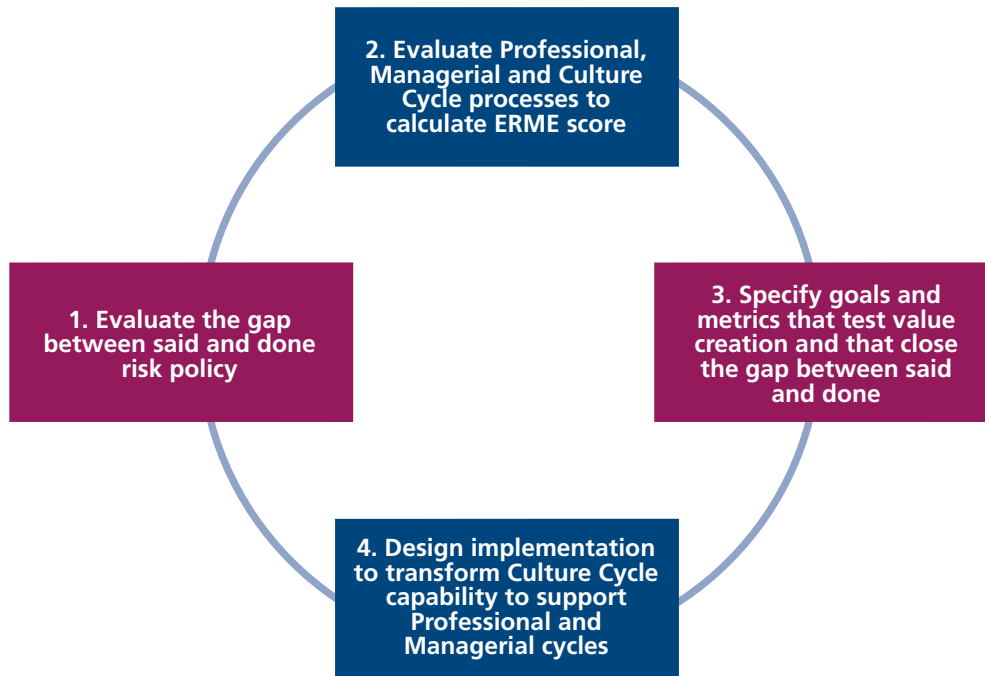 2. Evaluate Professional,
Managerial and Culture
Cycle processes to
calculate ERME score
1. Evaluate the gap
between said and done
risk policy
3. Specify goals and
metrics that test value
creation and that close
the gap between said
and done
4. Design implementation
to transform Culture Cycle
capability to support
Professional and
Managerial cycles